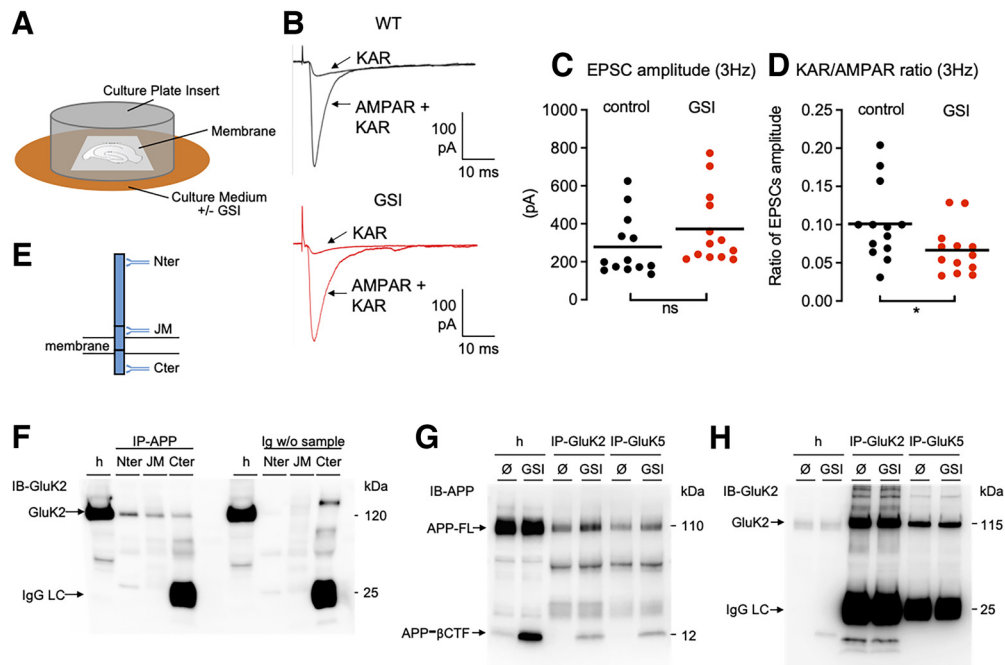 A
Culture Plate Insert
Membrane
Culture Medium
+/- GSI
B
WT
KAR
AMPAR +
KAR
100
pA
10 ms
GSI
KAR
AMPAR +
KAR
100
pA
10 ms
C
EPSC amplitude (3Hz)
control
GSI
(pA)
1000
800
600
400
200
0
ns
D
KAR/AMPAR ratio (3Hz)
control
GSI
Ratio of EPSCs amplitude
0.25
0.20
0.15
0.10
0.05
0.00
*
E
Nter
JM
membrane
Cter
F
IP-APP
Ig w/o sample
h Nter JM Cter h Nter JM Cter
IB-GluK2
kDa
GluK2
- 120
IgG LC
- 25
G
h IP-GluK2 IP-GluK5
Ø GSI Ø GSI Ø GSI
IB-APP
kDa
APP-FL
- 110
APP-βCTF
- 12
H
h IP-GluK2 IP-GluK5
Ø GSI Ø GSI Ø GSI
IB-GluK2
kDa
GluK2
- 115
IgG LC
- 25